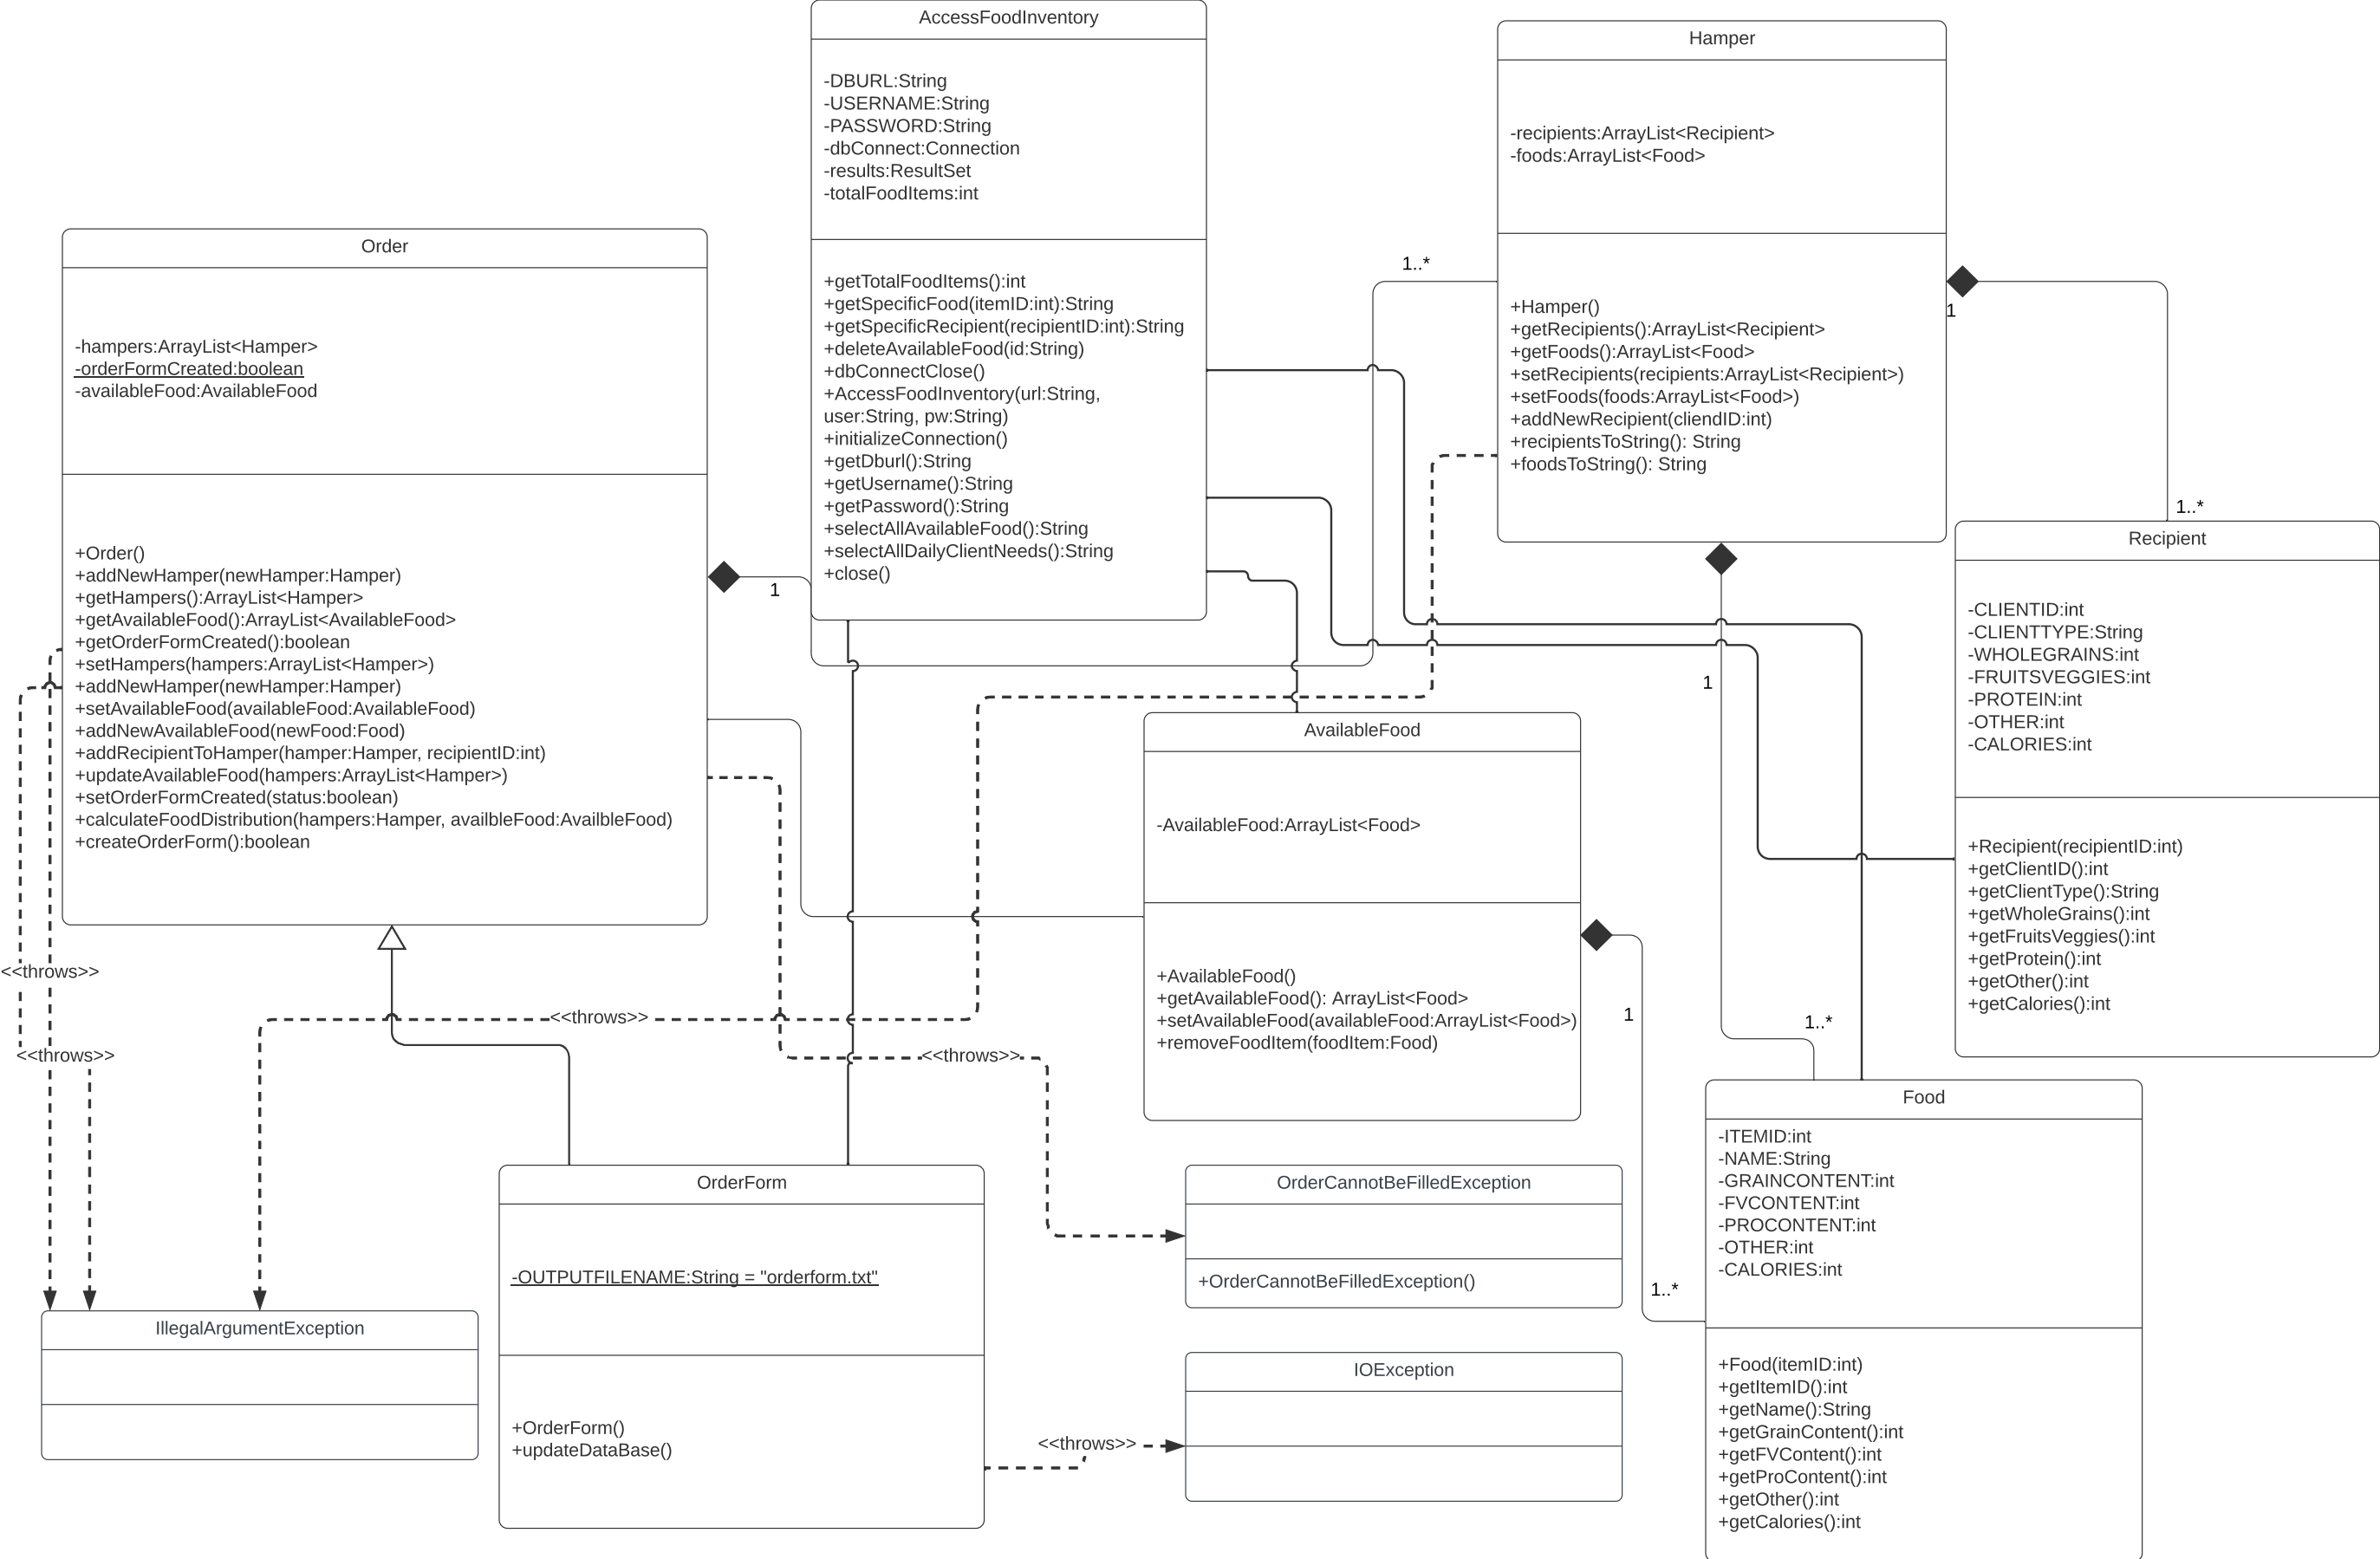 AccessFoodInventory
-DBURL:String
-USERNAME:String
-PASSWORD:String
-dbConnect:Connection
-results:ResultSet
-totalFoodItems:int
+getTotalFoodItems():int
+getSpecificFood(itemID:int):String
+getSpecificRecipient(recipientID:int):String
+deleteAvailableFood(id:String)
+dbConnectClose()
+AccessFoodInventory(url:String,
user:String, pw:String)
+initializeConnection()
+getDburl():String
+getUsername():String
+getPassword():String
+selectAllAvailableFood():String
+selectAllDailyClientNeeds():String
+close()
Hamper
-recipients:ArrayList<Recipient>
-foods:ArrayList<Food>
+Hamper()
+getRecipients():ArrayList<Recipient>
+getFoods():ArrayList<Food>
+setRecipients(recipients:ArrayList<Recipient>)
+setFoods(foods:ArrayList<Food>)
+addNewRecipient(cliendID:int)
+recipientsToString(): String
+foodsToString(): String
1..*
1
1..*
Order
-hampers:ArrayList<Hamper>
-orderFormCreated:boolean
-availableFood:AvailableFood
+Order()
+addNewHamper(newHamper:Hamper)
+getHampers():ArrayList<Hamper>
+getAvailableFood():ArrayList<AvailableFood>
+getOrderFormCreated():boolean
+setHampers(hampers:ArrayList<Hamper>)
+addNewHamper(newHamper:Hamper)
+setAvailableFood(availableFood:AvailableFood)
+addNewAvailableFood(newFood:Food)
+addRecipientToHamper(hamper:Hamper, recipientID:int)
+updateAvailableFood(hampers:ArrayList<Hamper>)
+setOrderFormCreated(status:boolean)
+calculateFoodDistribution(hampers:Hamper, availbleFood:AvailbleFood)
+createOrderForm():boolean
1
Recipient
-CLIENTID:int
-CLIENTTYPE:String
-WHOLEGRAINS:int
-FRUITSVEGGIES:int
-PROTEIN:int
-OTHER:int
-CALORIES:int
+Recipient(recipientID:int)
+getClientID():int
+getClientType():String
+getWholeGrains():int
+getFruitsVeggies():int
+getProtein():int
+getOther():int
+getCalories():int
1
1..*
AvailableFood
-AvailableFood:ArrayList<Food>
+AvailableFood()
+getAvailableFood(): ArrayList<Food>
+setAvailableFood(availableFood:ArrayList<Food>)
+removeFoodItem(foodItem:Food)
1
1..*
<<throws>>
<<throws>>
<<throws>>
<<throws>>
Food
-ITEMID:int
-NAME:String
-GRAINCONTENT:int
-FVCONTENT:int
-PROCONTENT:int
-OTHER:int
-CALORIES:int
+Food(itemID:int)
+getItemID():int
+getName():String
+getGrainContent():int
+getFVContent():int
+getProContent():int
+getOther():int
+getCalories():int
OrderForm
-OUTPUTFILENAME:String = "orderform.txt"
+OrderForm()
+updateDataBase()
OrderCannotBeFilledException
+OrderCannotBeFilledException()
IllegalArgumentException
IOException
<<throws>>